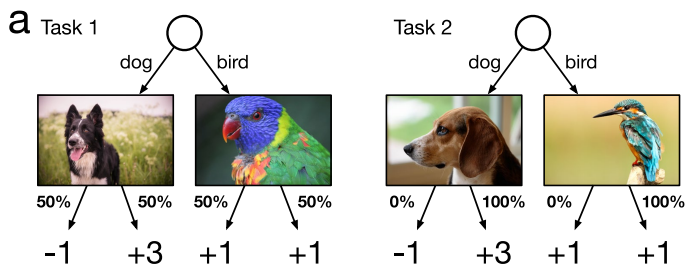 a Task 1 Task 2
dog bird dog bird
50% 50% 50% 50% 0% 100% 0% 100%
-1 +3 +1 +1 -1 +3 +1 +1